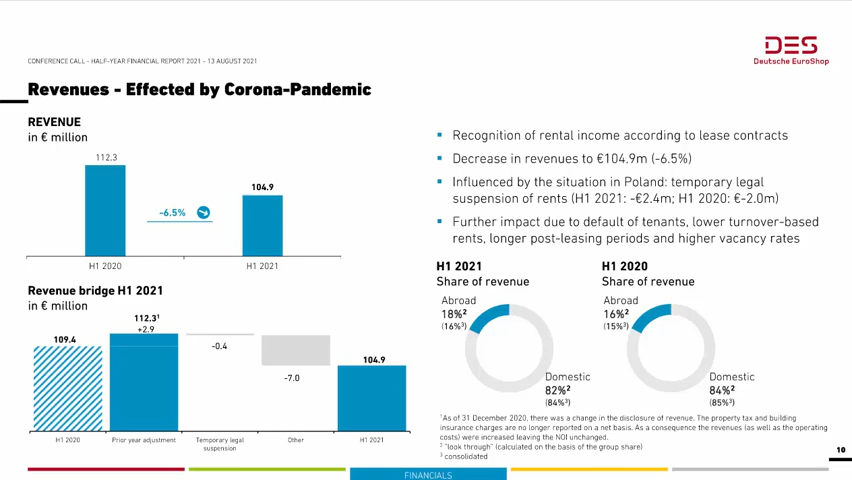 DES
Deutsche EuroShop
CONFERENCE CALL - HALF-YEAR FINANCIAL REPORT 2021 - 13 AUGUST 2021
Revenues - Effected by Corona-Pandemic
REVENUE
in € million
112.3
104.9
-6.5%
H1 2020
H1 2021
Revenue bridge H1 2021
in € million
109.4
112.3¹
+2.9
-0.4
-7.0
104.9
H1 2020
Prior year adjustment
Temporary legal
suspension
Other
H1 2021
▪ Recognition of rental income according to lease contracts
▪ Decrease in revenues to €104.9m (-6.5%)
▪ Influenced by the situation in Poland: temporary legal
suspension of rents (H1 2021: -€2.4m; H1 2020: €-2.0m)
▪ Further impact due to default of tenants, lower turnover-based
rents, longer post-leasing periods and higher vacancy rates
H1 2021
Share of revenue
Abroad
18%²
(16%³)
Domestic
82%²
(84%³)
H1 2020
Share of revenue
Abroad
16%²
(15%³)
Domestic
84%²
(85%³)
¹As of 31 December 2020, there was a change in the disclosure of revenue. The property tax and building
insurance charges are no longer reported on a net basis. As a consequence the revenues (as well as the operating
costs) were increased leaving the NOI unchanged.
² "look through" (calculated on the basis of the group share)
³ consolidated
10
FINANCIALS